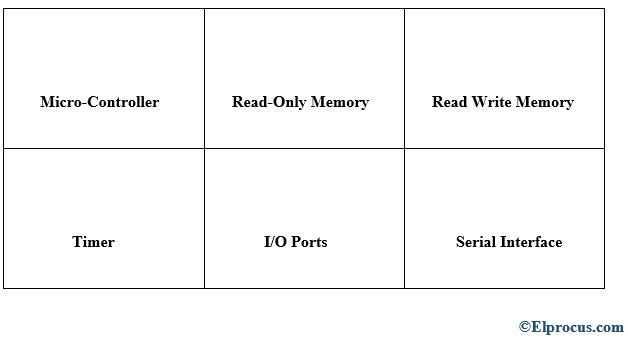 Micro-Controller
Read-Only Memory
Read Write Memory
Timer
I/O Ports
Serial Interface
©Elprocus.com